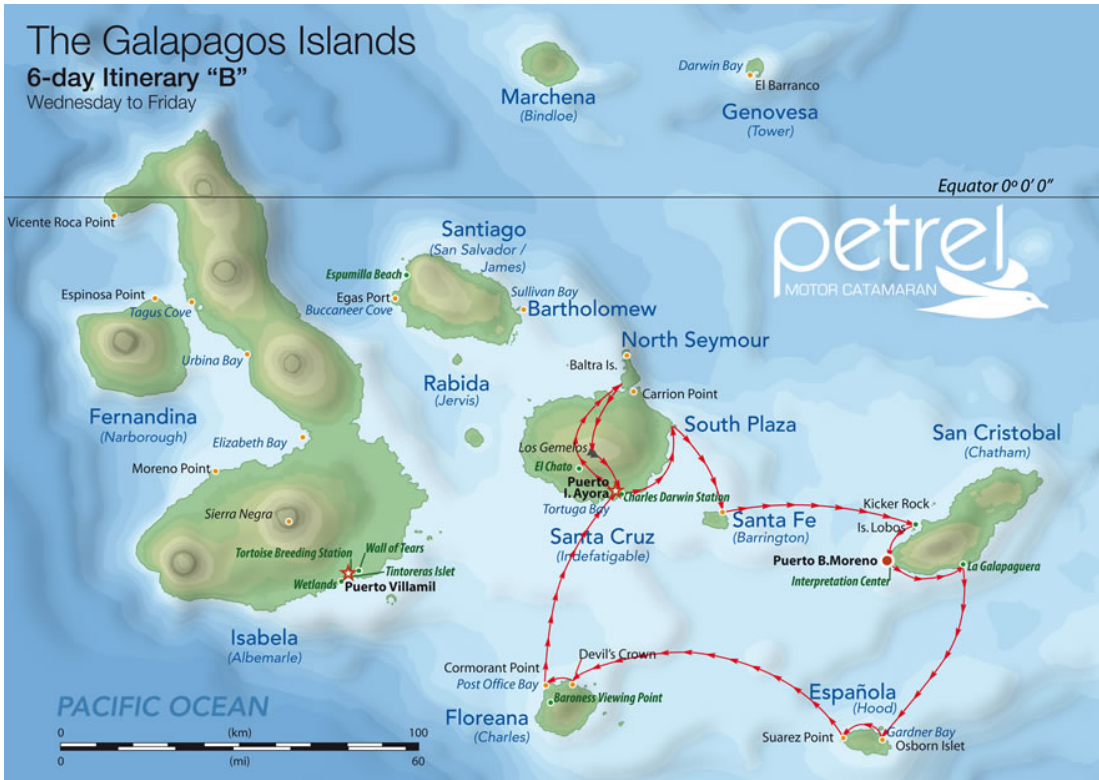 The Galapagos Islands
6-day Itinerary “B”
Wednesday to Friday
Marchena
(Bindloe)
Darwin Bay
El Barranco
Genovesa
(Tower)
Equator 0º 0' 0"
petrel
MOTOR CATAMARAN
Vicente Roca Point
Santiago
(San Salvador /
James)
Espumilla Beach
Egas Port
Buccaneer Cove
Sullivan Bay
Bartholomew
Espinosa Point
Tagus Cove
Urbina Bay
Fernandina
(Narborough)
Rabida
(Jervis)
North Seymour
Baltra Is.
Carrion Point
South Plaza
Elizabeth Bay
Moreno Point
Los Gemelos
El Chato
Puerto
I. Ayora
Charles Darwin Station
Tortuga Bay
Santa Cruz
(Indefatigable)
Santa Fe
(Barrington)
San Cristobal
(Chatham)
Kicker Rock
Is. Lobos
Puerto B.Moreno
Interpretation Center
La Galapaguera
Sierra Negra
Tortoise Breeding Station
Wall of Tears
Tintoreras Islet
Wetlands
Puerto Villamil
Isabela
(Albemarle)
Cormorant Point
Post Office Bay
Devil's Crown
Baroness Viewing Point
Floreana
(Charles)
Española
(Hood)
Suarez Point
Gardner Bay
Osborn Islet
PACIFIC OCEAN
0 (km) 100
0 (mi) 60